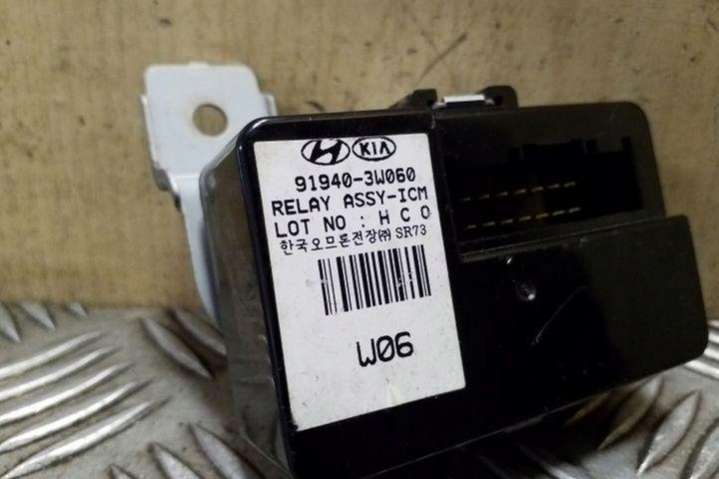 KIA
91940-3W060
RELAY ASSY-ICM
LOT NO : H C O
한국오므론전장㈜ SR73
W06